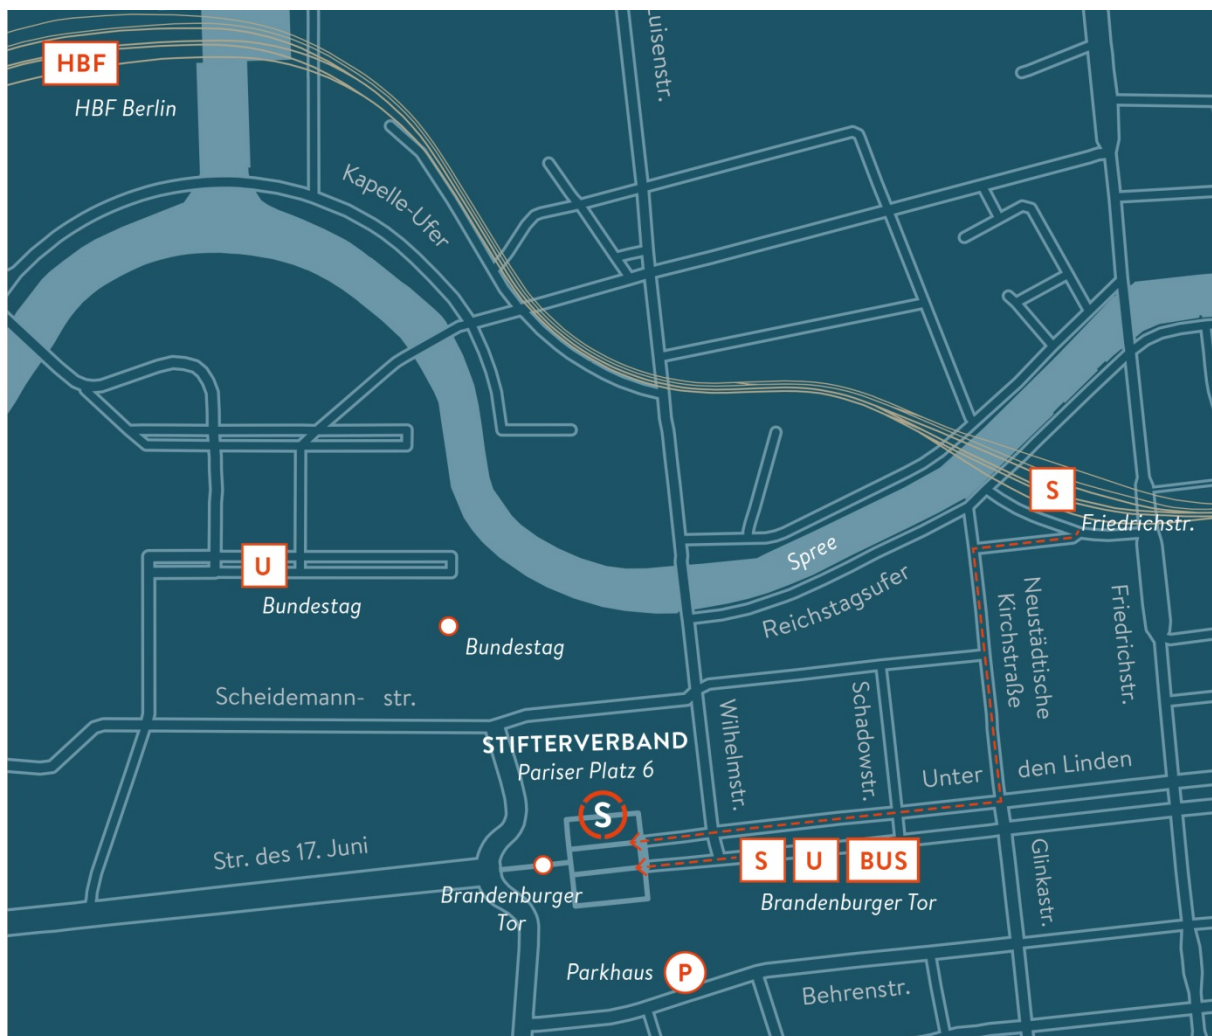 HBF
HBF Berlin
Luisenstr.
Kapelle-Ufer
S
Friedrichstr.
Spree
Reichstagsufer
U
Bundestag
Bundestag
Neustädtische
Kirchstraße
Friedrichstr.
Scheidemann- str.
Wilhelmstr.
Schadowstr.
STIFTERVERBAND
Pariser Platz 6
S
Unter den Linden
Str. des 17. Juni
S U BUS
Brandenburger Tor
Brandenburger
Tor
Glinkastr.
Parkhaus P
Behrenstr.